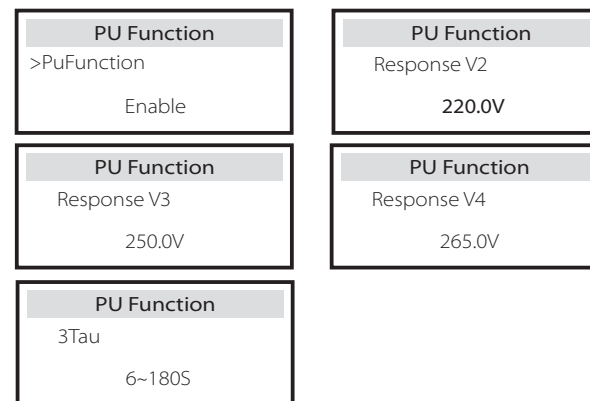 PU Function
>PuFunction
Enable
PU Function
Response V2
220.0V
PU Function
Response V3
250.0V
PU Function
Response V4
265.0V
PU Function
3Tau
6~180S